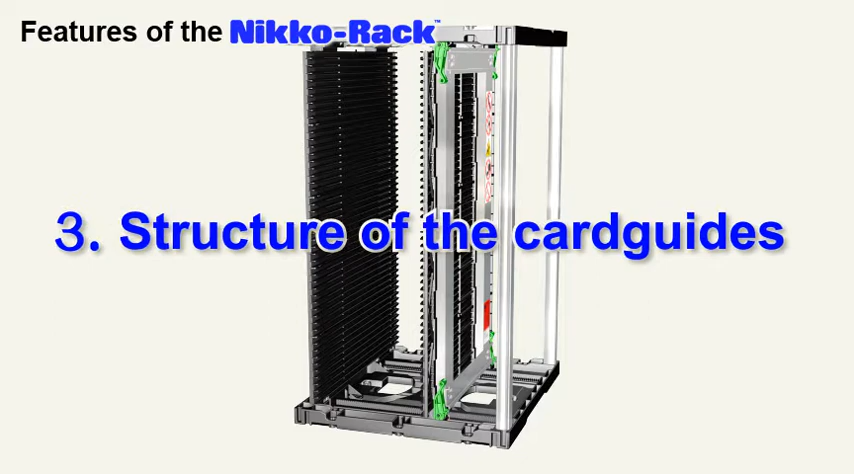 Features of the Nikko-Rack™
3. Structure of the cardguides